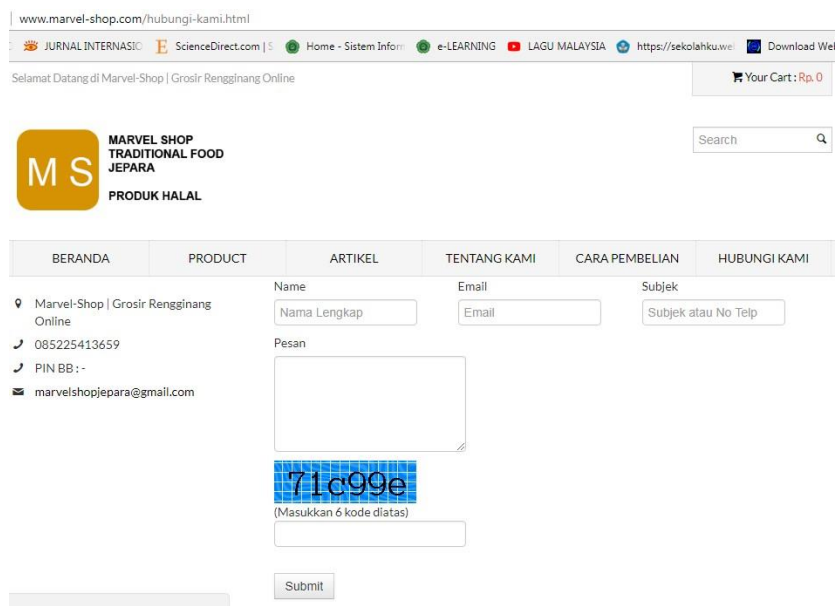 www.marvel-shop.com/hubungi-kami.html
JURNAL INTERNASIO ScienceDirect.com | S Home - Sistem Inform e-LEARNING LAGU MALAYSIA https://sekolahku.we Download Wel
Selamat Datang di Marvel-Shop | Grosir Rengginang Online
Your Cart : Rp. 0
M S
MARVEL SHOP
TRADITIONAL FOOD
JEPARA
PRODUK HALAL
Search
BERANDA PRODUCT ARTIKEL TENTANG KAMI CARA PEMBELIAN HUBUNGI KAMI
Marvel-Shop | Grosir Rengginang
Online
085225413659
PIN BB : -
marvelshopjepara@gmail.com
Name Email Subjek
Nama Lengkap Email Subjek atau No Telp
Pesan
71c99e
(Masukkan 6 kode diatas)
Submit